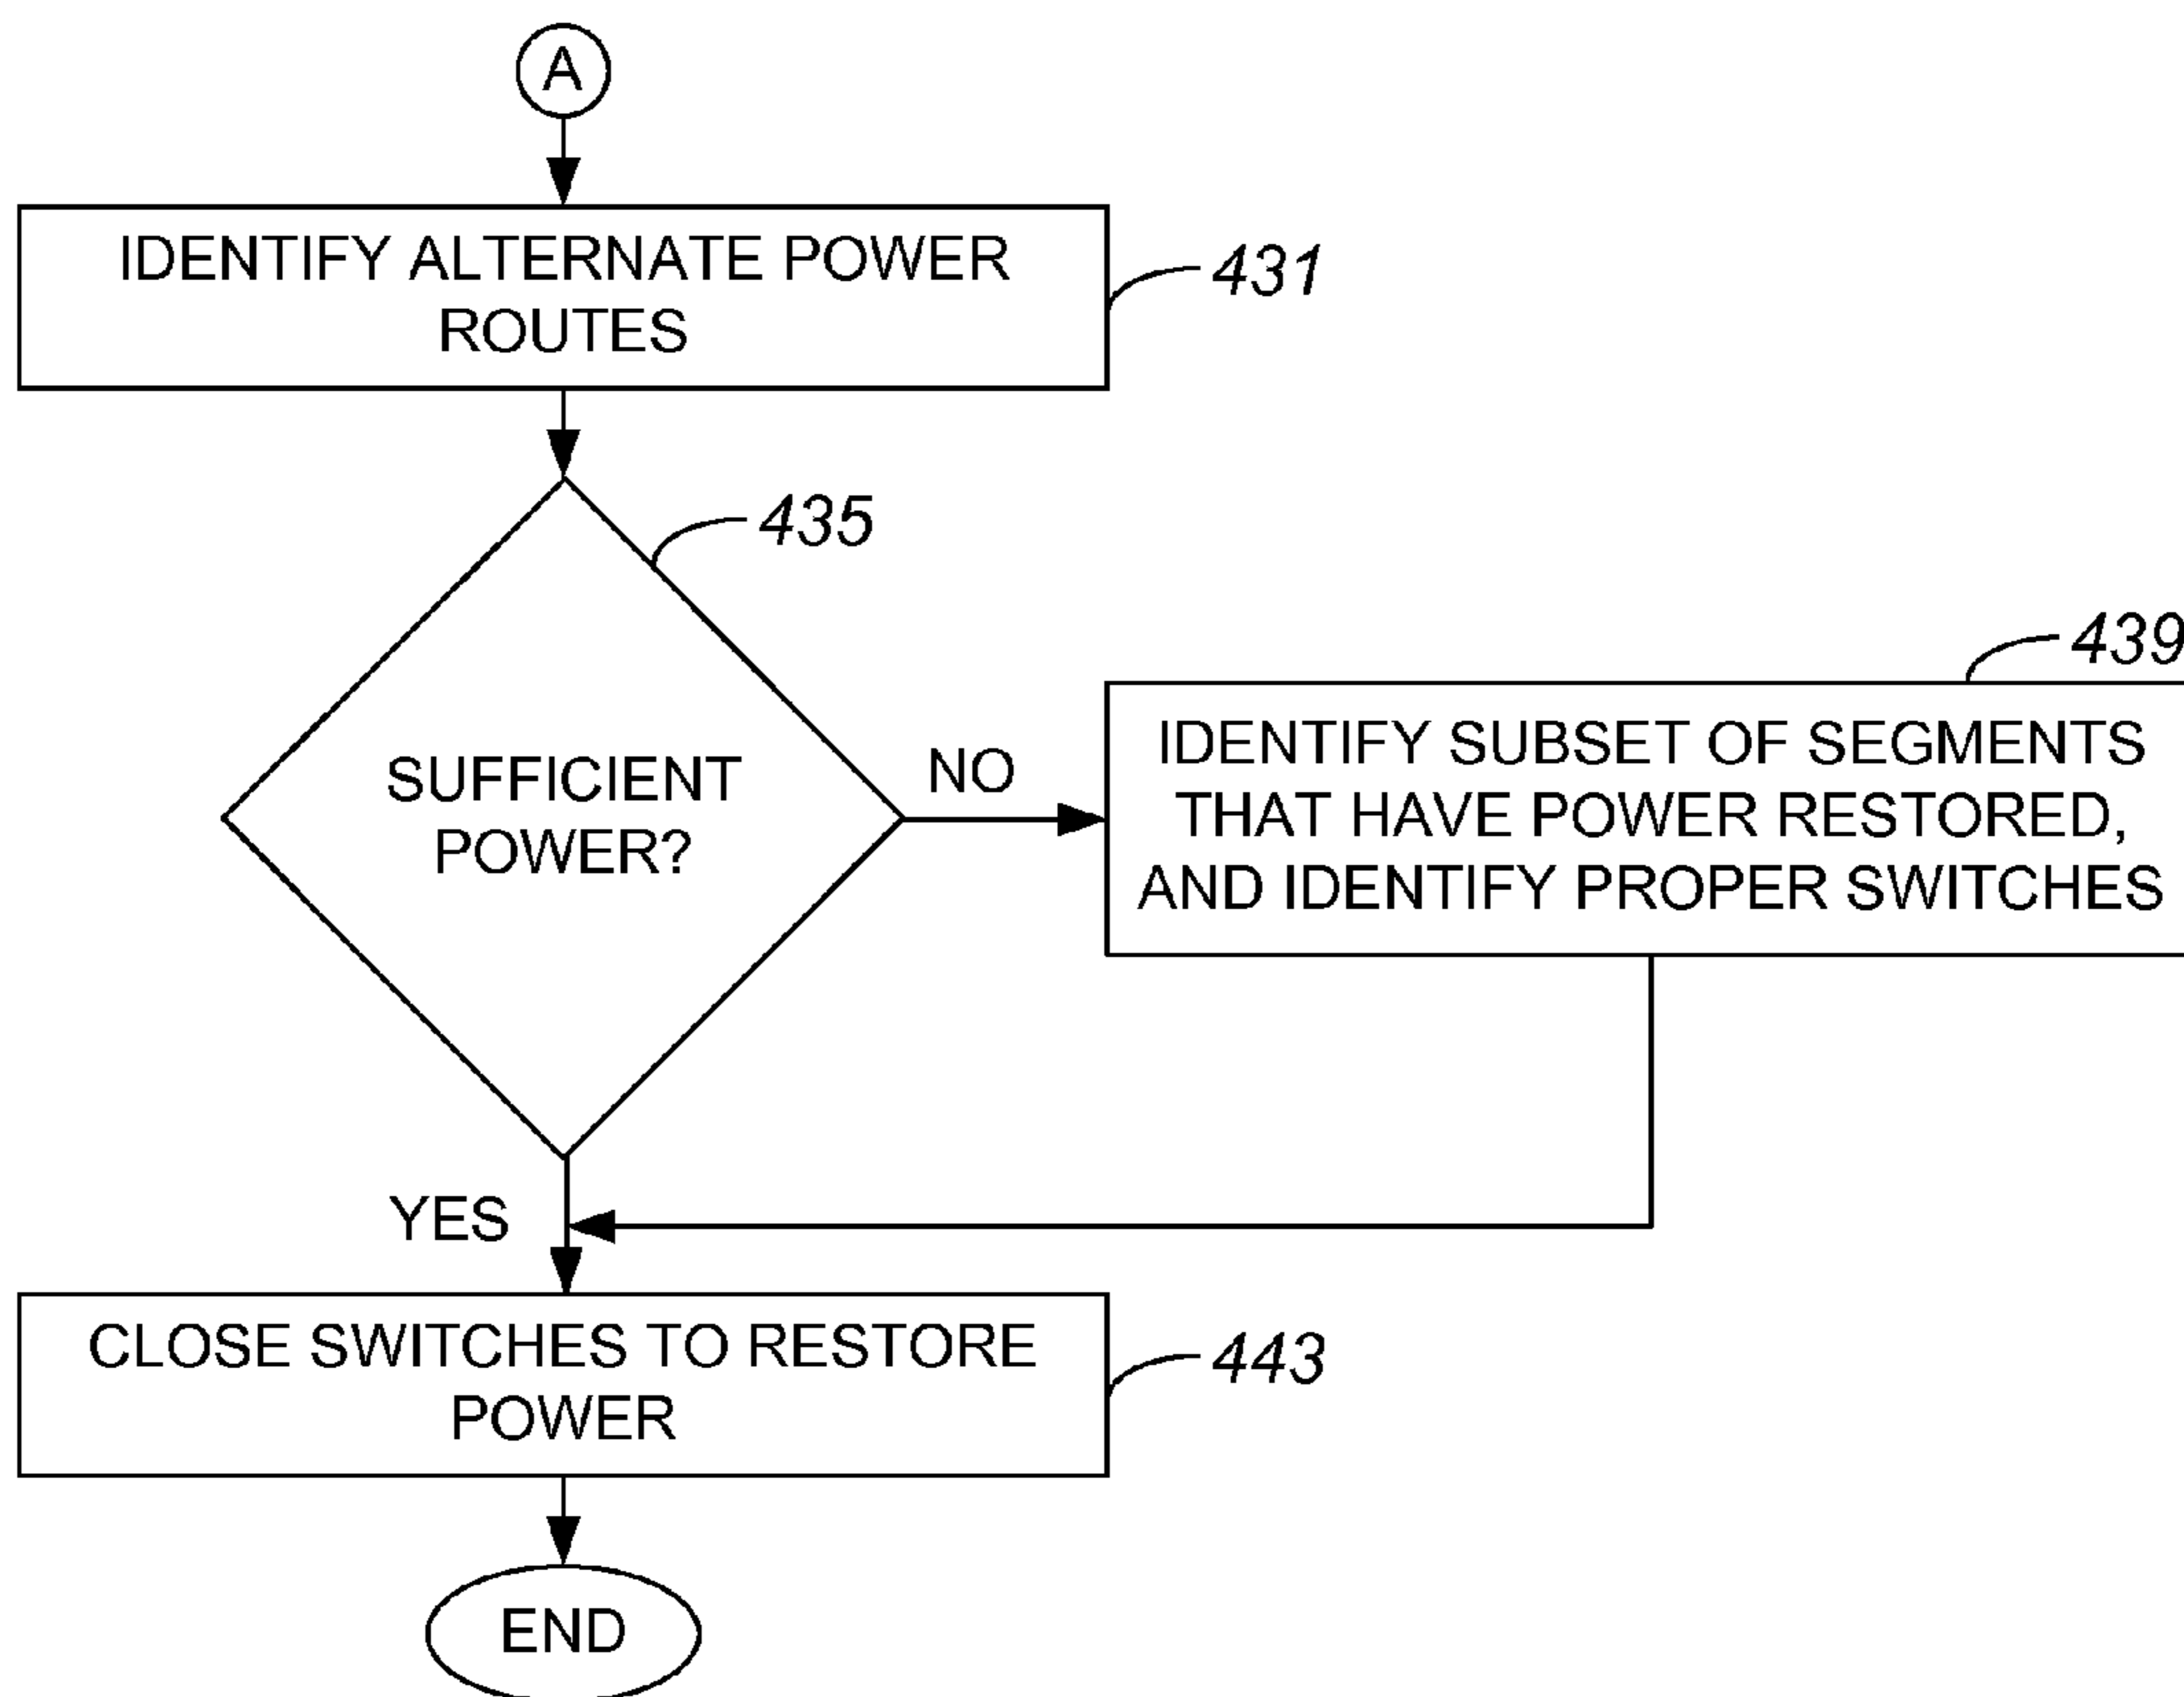 A
IDENTIFY ALTERNATE POWER
ROUTES
431
435
SUFFICIENT
POWER?
NO
439
IDENTIFY SUBSET OF SEGMENTS
THAT HAVE POWER RESTORED,
AND IDENTIFY PROPER SWITCHES
YES
CLOSE SWITCHES TO RESTORE
POWER
443
END